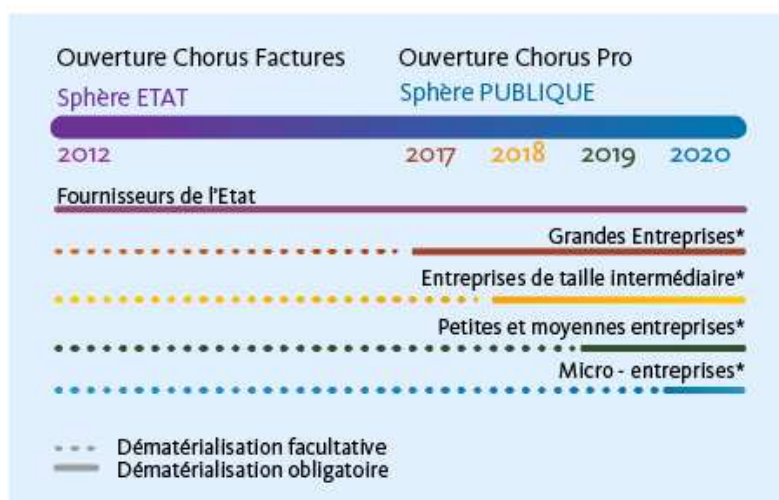 Ouverture Chorus Factures
Ouverture Chorus Pro
Sphère ETAT
Sphère PUBLIQUE
2012
2017
2018
2019
2020
Fournisseurs de l'Etat
Grandes Entreprises*
Entreprises de taille intermédiaire*
Petites et moyennes entreprises*
Micro - entreprises*
Dématérialisation facultative
Dématérialisation obligatoire